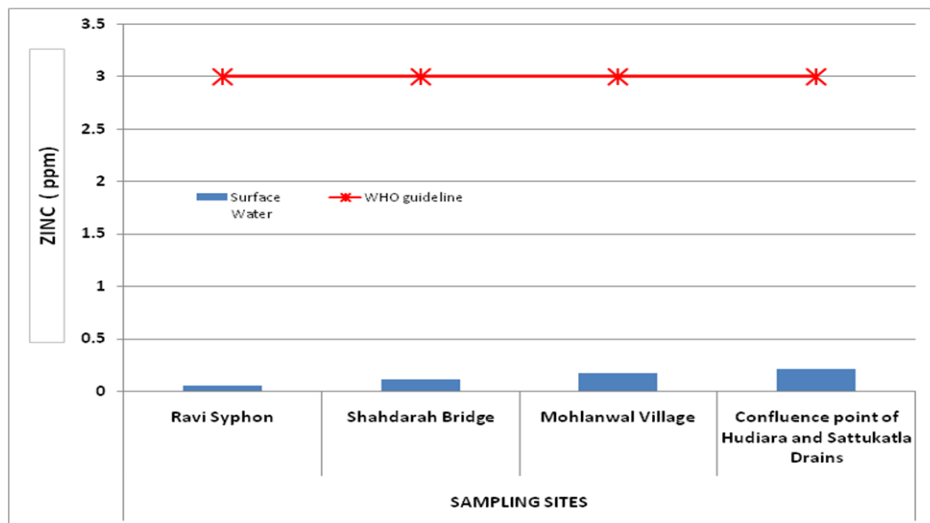 3.5
3
2.5
2
1.5
1
0.5
0
ZINC ( ppm)
Surface
Water
WHO guideline
Ravi Syphon
Shahdarah Bridge
Mohlanwal Village
Confluence point of
Hudiara and Sattukatla
Drains
SAMPLING SITES